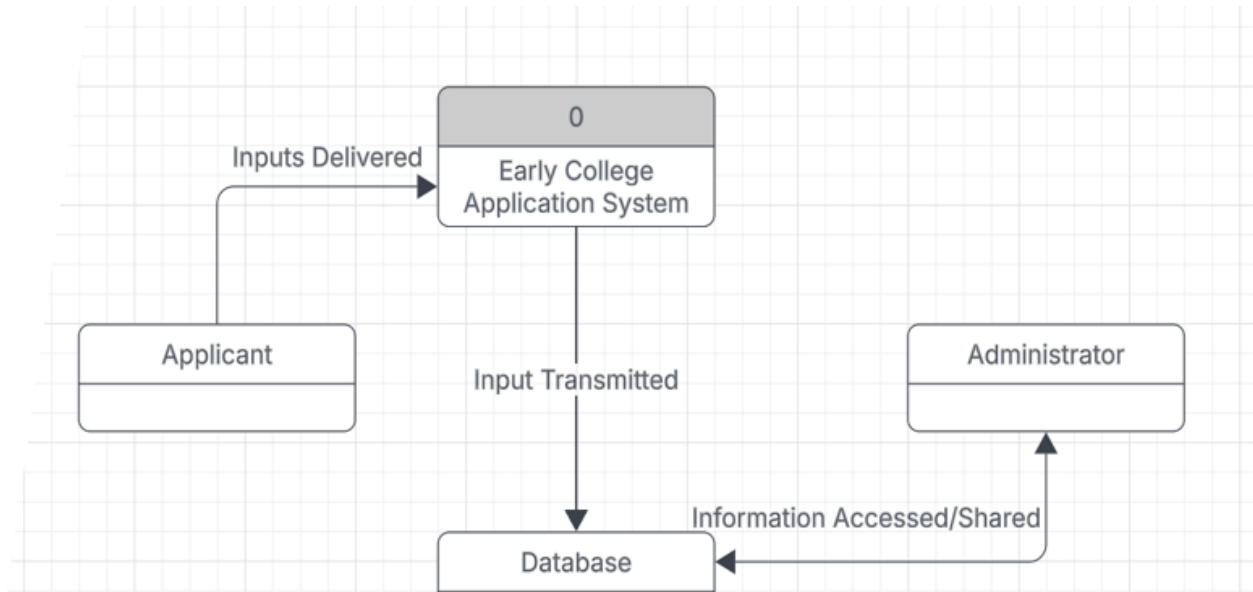 0
Inputs Delivered
Early College
Application System
Applicant
Administrator
Input Transmitted
Information Accessed/Shared
Database